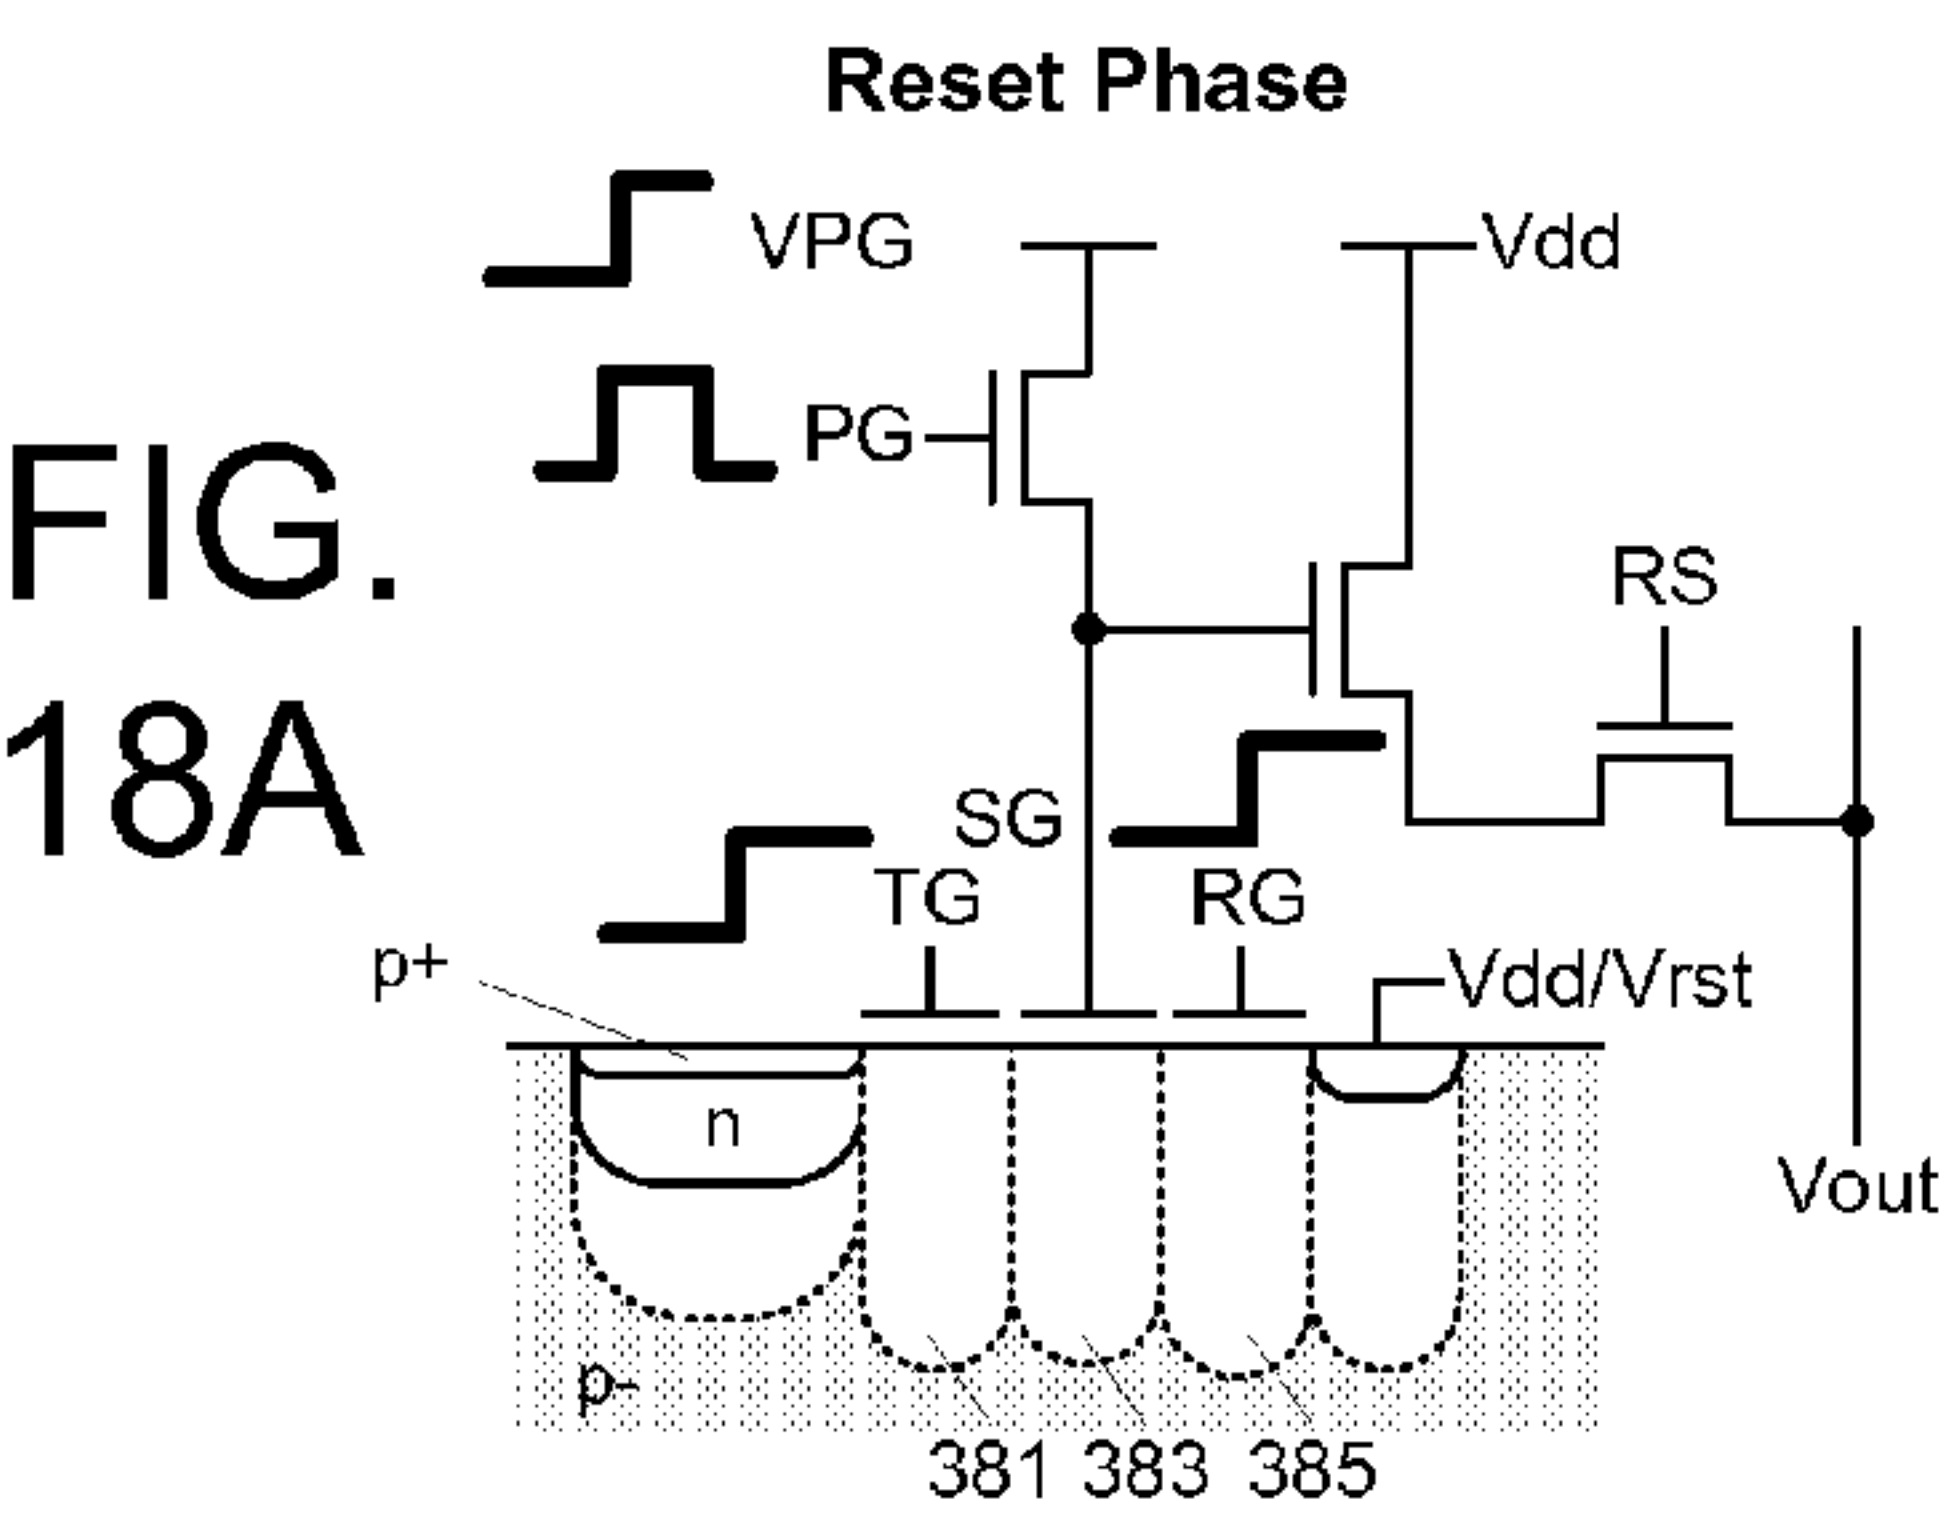 Reset Phase
VPG
Vdd
PG
FIG.
18A
RS
SG
TG
RG
p+
Vdd/Vrst
n
Vout
p-
381
383
385